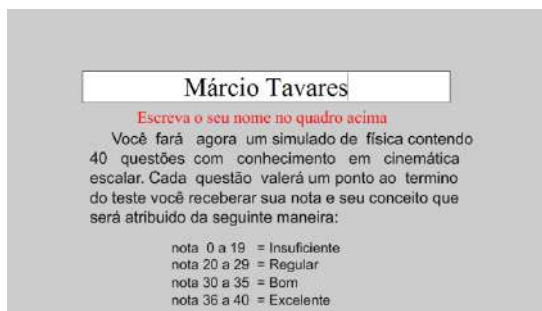 Márcio Tavares
Escreva o seu nome no quadro acima
Você fará agora um simulado de física contendo
40 questões com conhecimento em cinemática
escalar. Cada questão valerá um ponto ao termino
do teste você receberar sua nota e seu conceito que
será atribuido da seguinte maneira:
nota 0 a 19 = Insuficiente
nota 20 a 29 = Regular
nota 30 a 35 = Bom
nota 36 a 40 = Excelente